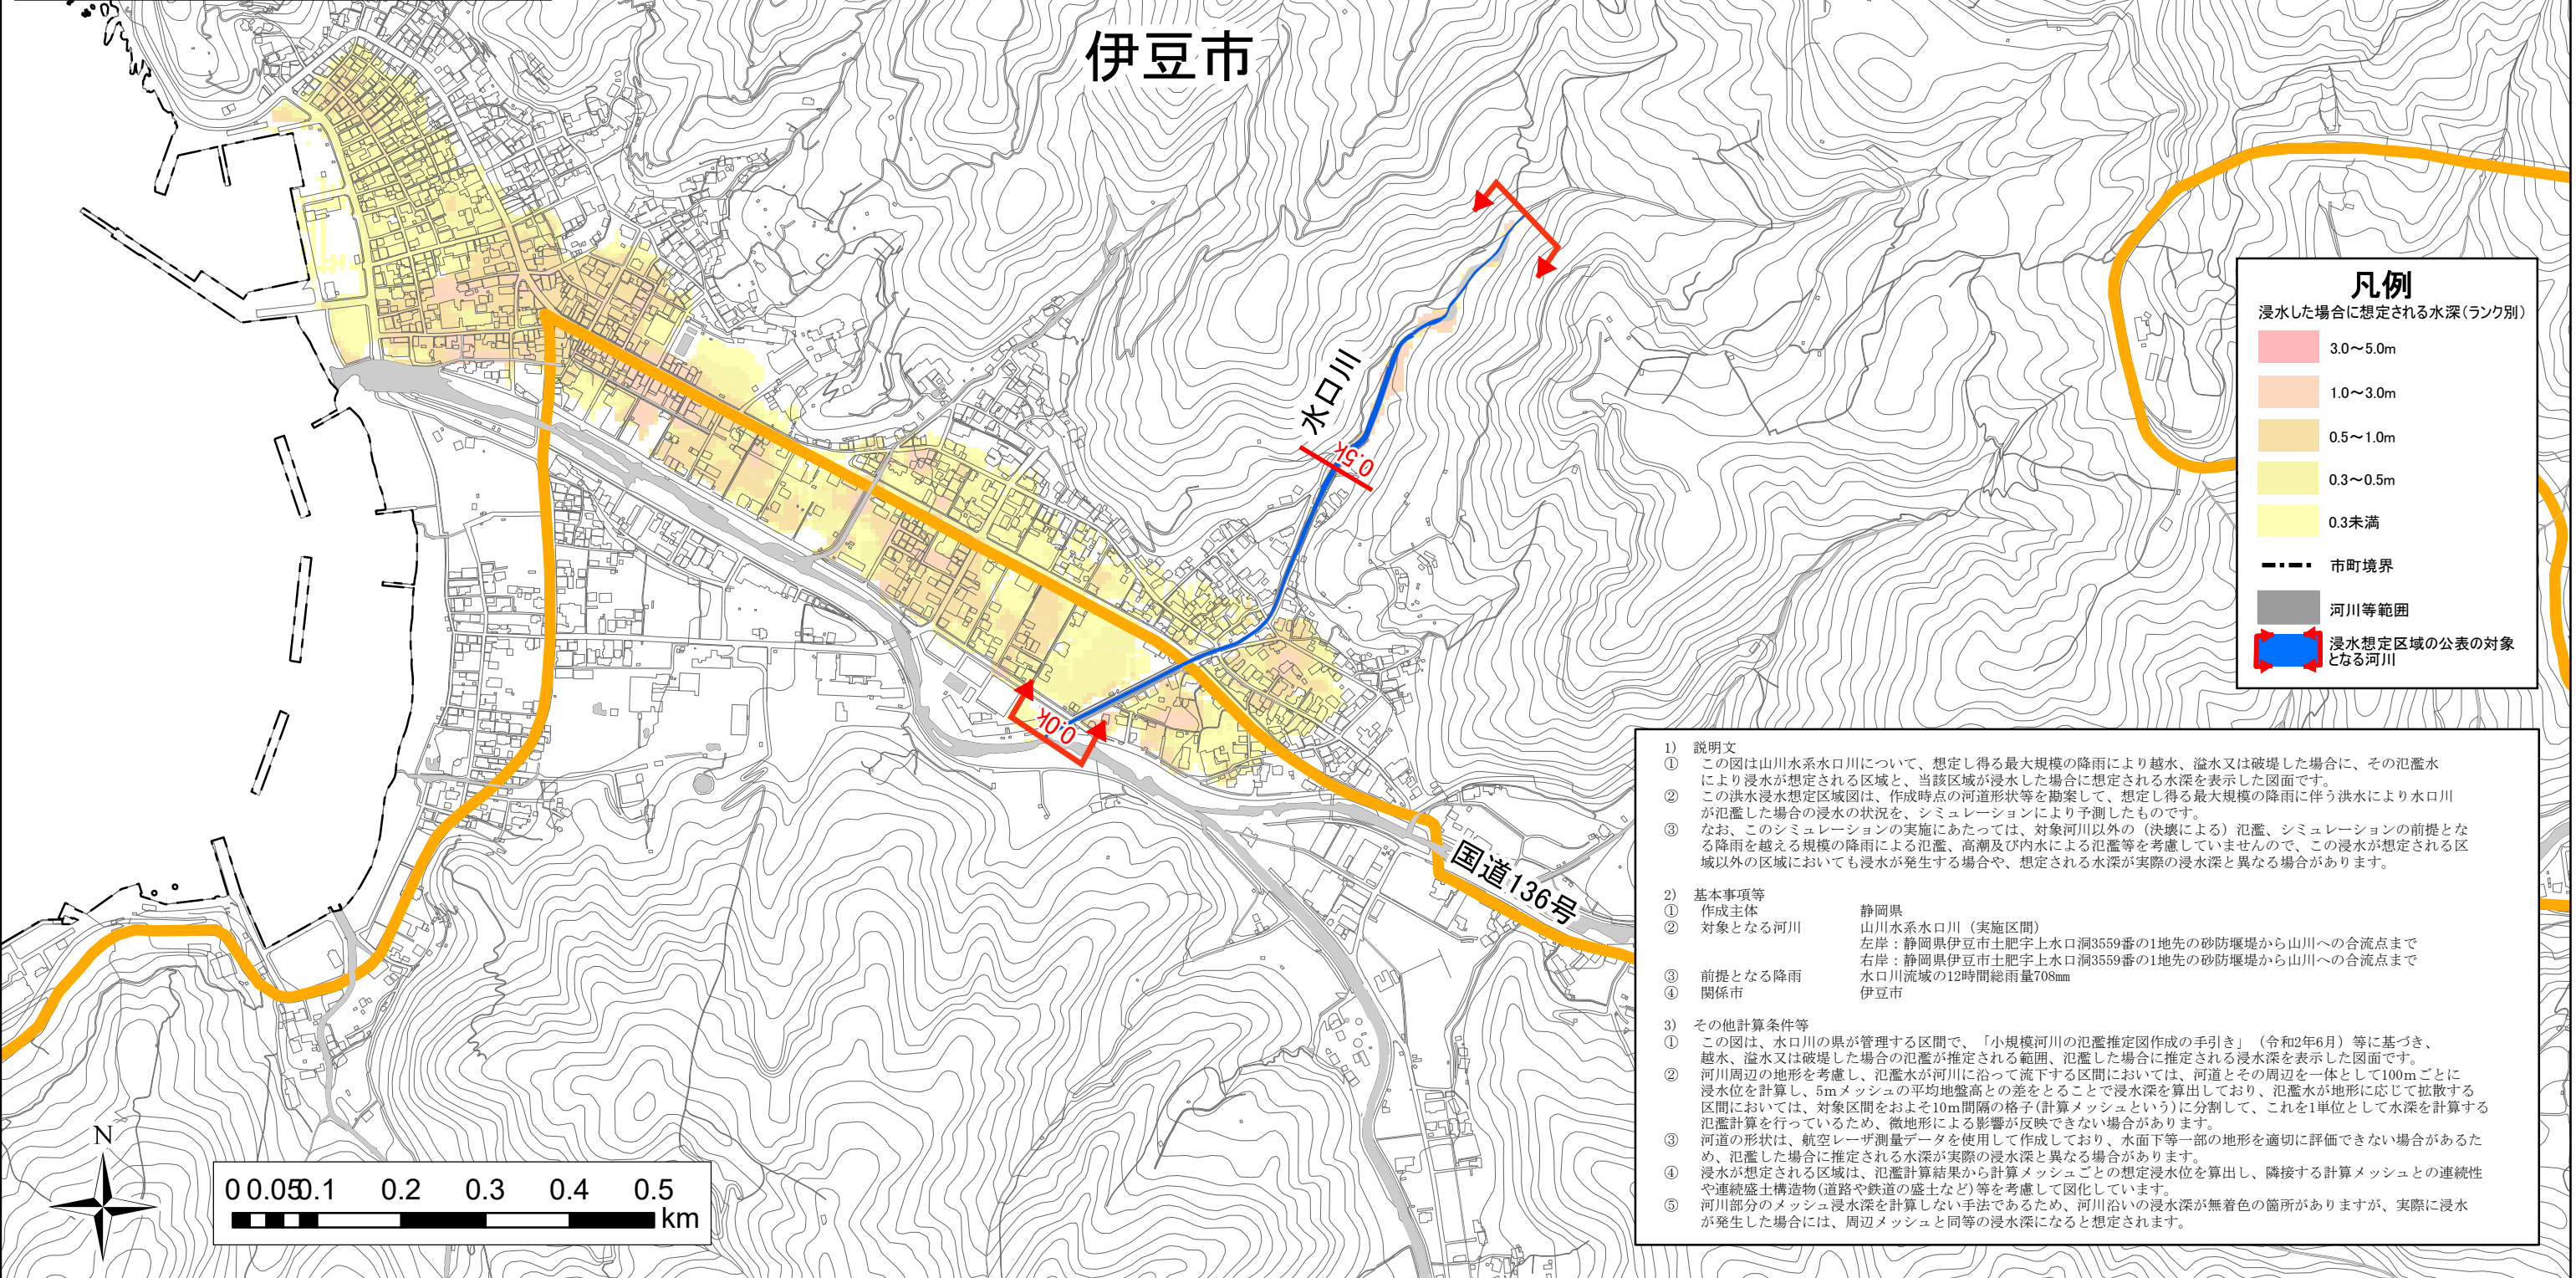 伊豆市
水口川
0.5k
0.0k
国道136号
凡例
浸水した場合に想定される水深(ランク別)
3.0～5.0m
1.0～3.0m
0.5～1.0m
0.3～0.5m
0.3未満
市町境界
河川等範囲
浸水想定区域の公表の対象
となる河川
1) 説明文
① この図は山川水系水口川について、想定し得る最大規模の降雨により越水、溢水又は破堤した場合に、その氾濫水
により浸水が想定される区域と、当該区域が浸水した場合に想定される水深を表示した図面です。
② この洪水浸水想定区域図は、作成時点の河道形状等を勘案して、想定し得る最大規模の降雨に伴う洪水により水口川
が氾濫した場合の浸水の状況を、シミュレーションにより予測したものです。
③ なお、このシミュレーションの実施にあたっては、対象河川以外の（決壊による）氾濫、シミュレーションの前提とな
る降雨を越える規模の降雨による氾濫、高潮及び内水による氾濫等を考慮していませんので、この浸水が想定される区
域以外の区域においても浸水が発生する場合や、想定される水深が実際の浸水深と異なる場合があります。
2) 基本事項等
① 作成主体 静岡県
② 対象となる河川 山川水系水口川（実施区間）
左岸：静岡県伊豆市土肥字上水口洞3559番の1地先の砂防堰堤から山川への合流点まで
右岸：静岡県伊豆市土肥字上水口洞3559番の1地先の砂防堰堤から山川への合流点まで
③ 前提となる降雨 水口川流域の12時間総雨量708mm
④ 関係市 伊豆市
3) その他計算条件等
① この図は、水口川の県が管理する区間で、「小規模河川の氾濫推定図作成の手引き」（令和2年6月）等に基づき、
越水、溢水又は破堤した場合の氾濫が推定される範囲、氾濫した場合に推定される浸水深を表示した図面です。
② 河川周辺の地形を考慮し、氾濫水が河川に沿って流下する区間においては、河道とその周辺を一体として100mごとに
浸水位を計算し、5mメッシュの平均地盤高との差をとることで浸水深を算出しており、氾濫水が地形に応じて拡散する
区間においては、対象区間をおよそ10m間隔の格子(計算メッシュという)に分割して、これを1単位として水深を計算する
氾濫計算を行っているため、微地形による影響が反映できない場合があります。
③ 河道の形状は、航空レーザ測量データを使用して作成しており、水面下等一部の地形を適切に評価できない場合があるた
め、氾濫した場合に推定される水深が実際の浸水深と異なる場合があります。
④ 浸水が想定される区域は、氾濫計算結果から計算メッシュごとの想定浸水位を算出し、隣接する計算メッシュとの連続性
や連続盛土構造物(道路や鉄道の盛土など)等を考慮して図化しています。
⑤ 河川部分のメッシュ浸水深を計算しない手法であるため、河川沿いの浸水深が無着色の箇所がありますが、実際に浸水
が発生した場合には、周辺メッシュと同等の浸水深になると想定されます。
N
0 0.05 0.1 0.2 0.3 0.4 0.5
km